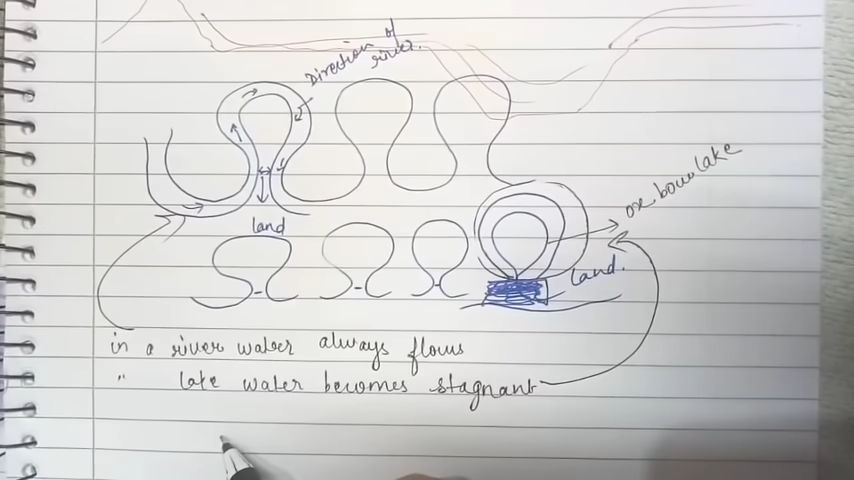 Direction of
river.
land
ox bow lake
land.
in a river water always flows
" lake water becomes stagnant